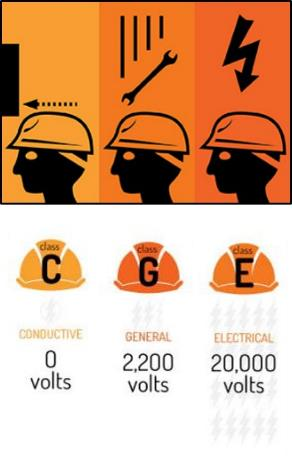 class
C
CONDUCTIVE
0
volts
class
G
GENERAL
2,200
volts
class
E
ELECTRICAL
20,000
volts